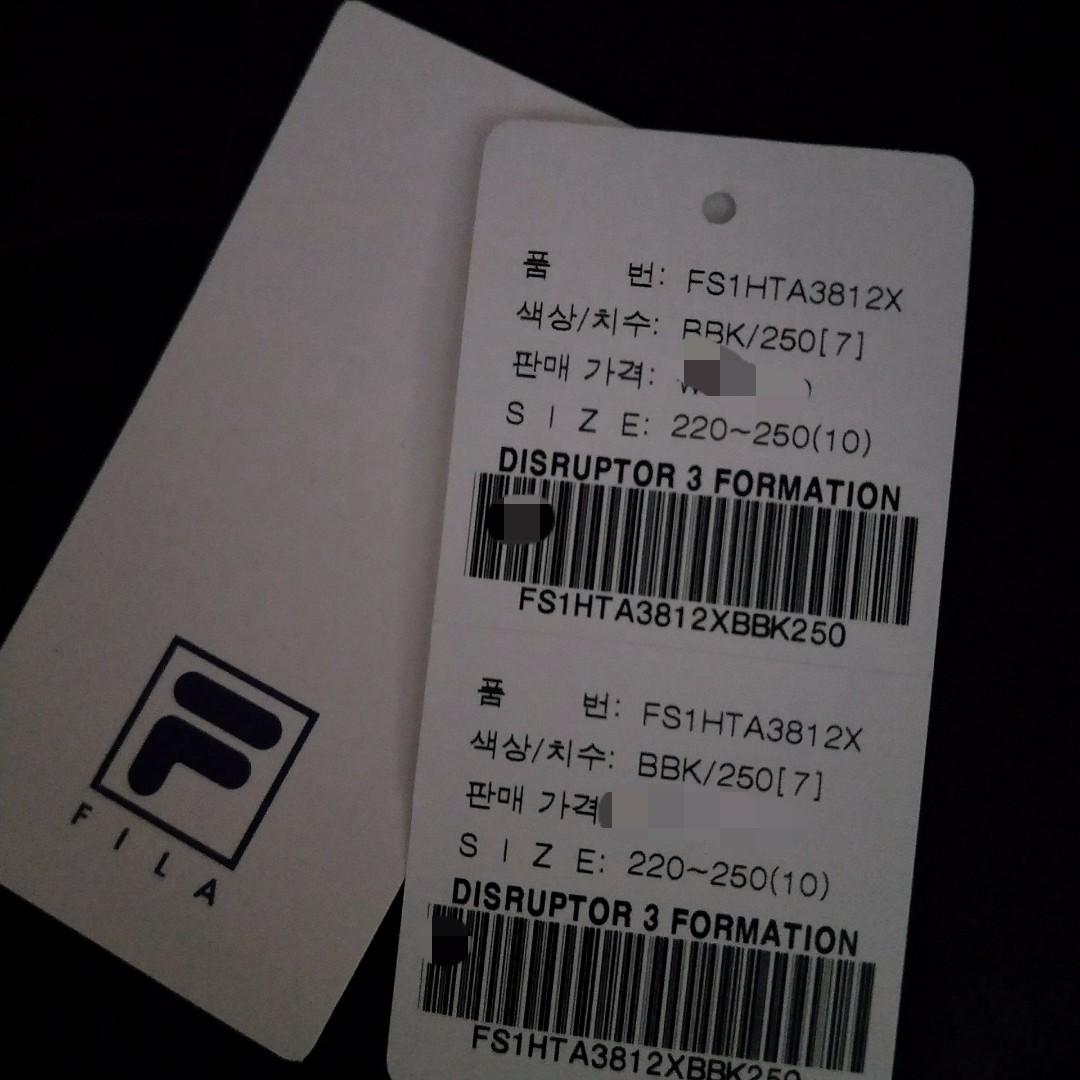 품 번: FS1HTA3812X
색상/치수: BBK/250[7]
판매 가격:
S I Z E: 220~250(10)
DISRUPTOR 3 FORMATION
FS1HTA3812XBBK250
품 번: FS1HTA3812X
색상/치수: BBK/250[7]
판매 가격
S I Z E: 220~250(10)
DISRUPTOR 3 FORMATION
FS1HTA3812XBBK250
FILA